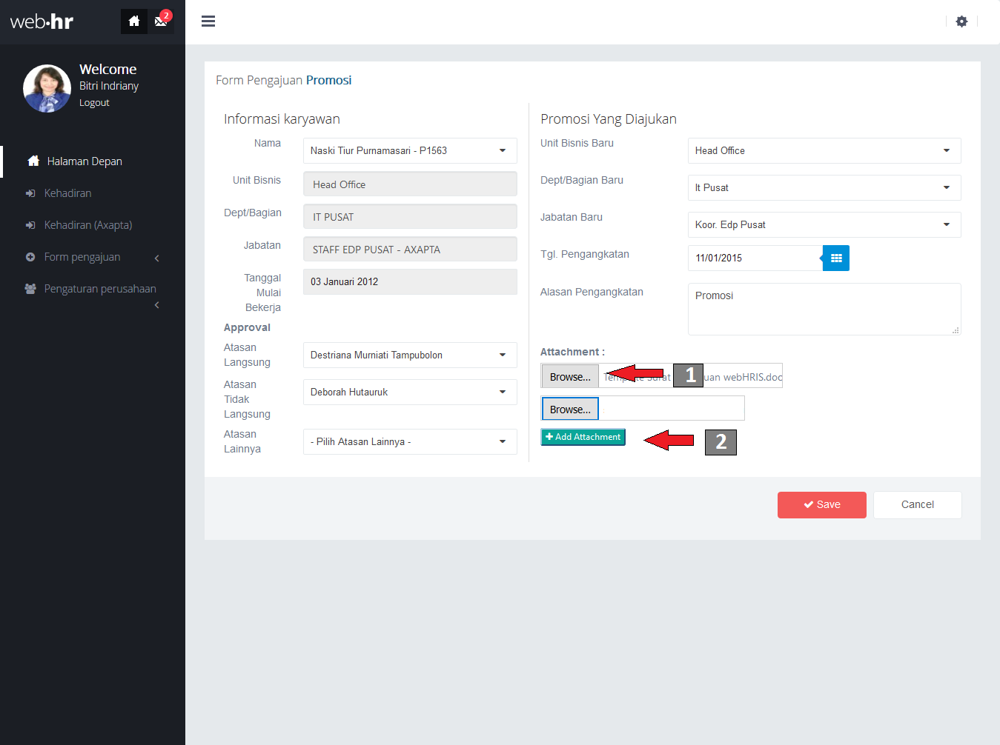 web·hr
2
Welcome
Bitri Indriany
Logout
Halaman Depan
Kehadiran
Kehadiran (Axapta)
Form pengajuan
Pengaturan perusahaan
Form Pengajuan Promosi
Informasi karyawan
Nama
Naski Tiur Purnamasari - P1563
Unit Bisnis
Head Office
Dept/Bagian
IT PUSAT
Jabatan
STAFF EDP PUSAT - AXAPTA
Tanggal
Mulai
Bekerja
03 Januari 2012
Approval
Atasan
Langsung
Destriana Murniati Tampubolon
Atasan
Tidak
Langsung
Deborah Hutauruk
Atasan
Lainnya
- Pilih Atasan Lainnya -
Promosi Yang Diajukan
Unit Bisnis Baru
Head Office
Dept/Bagian Baru
It Pusat
Jabatan Baru
Koor. Edp Pusat
Tgl. Pengangkatan
11/01/2015
Alasan Pengangkatan
Promosi
Attachment :
Browse... 1 uan webHRIS.doc
Browse...
+ Add Attachment
2
Save
Cancel